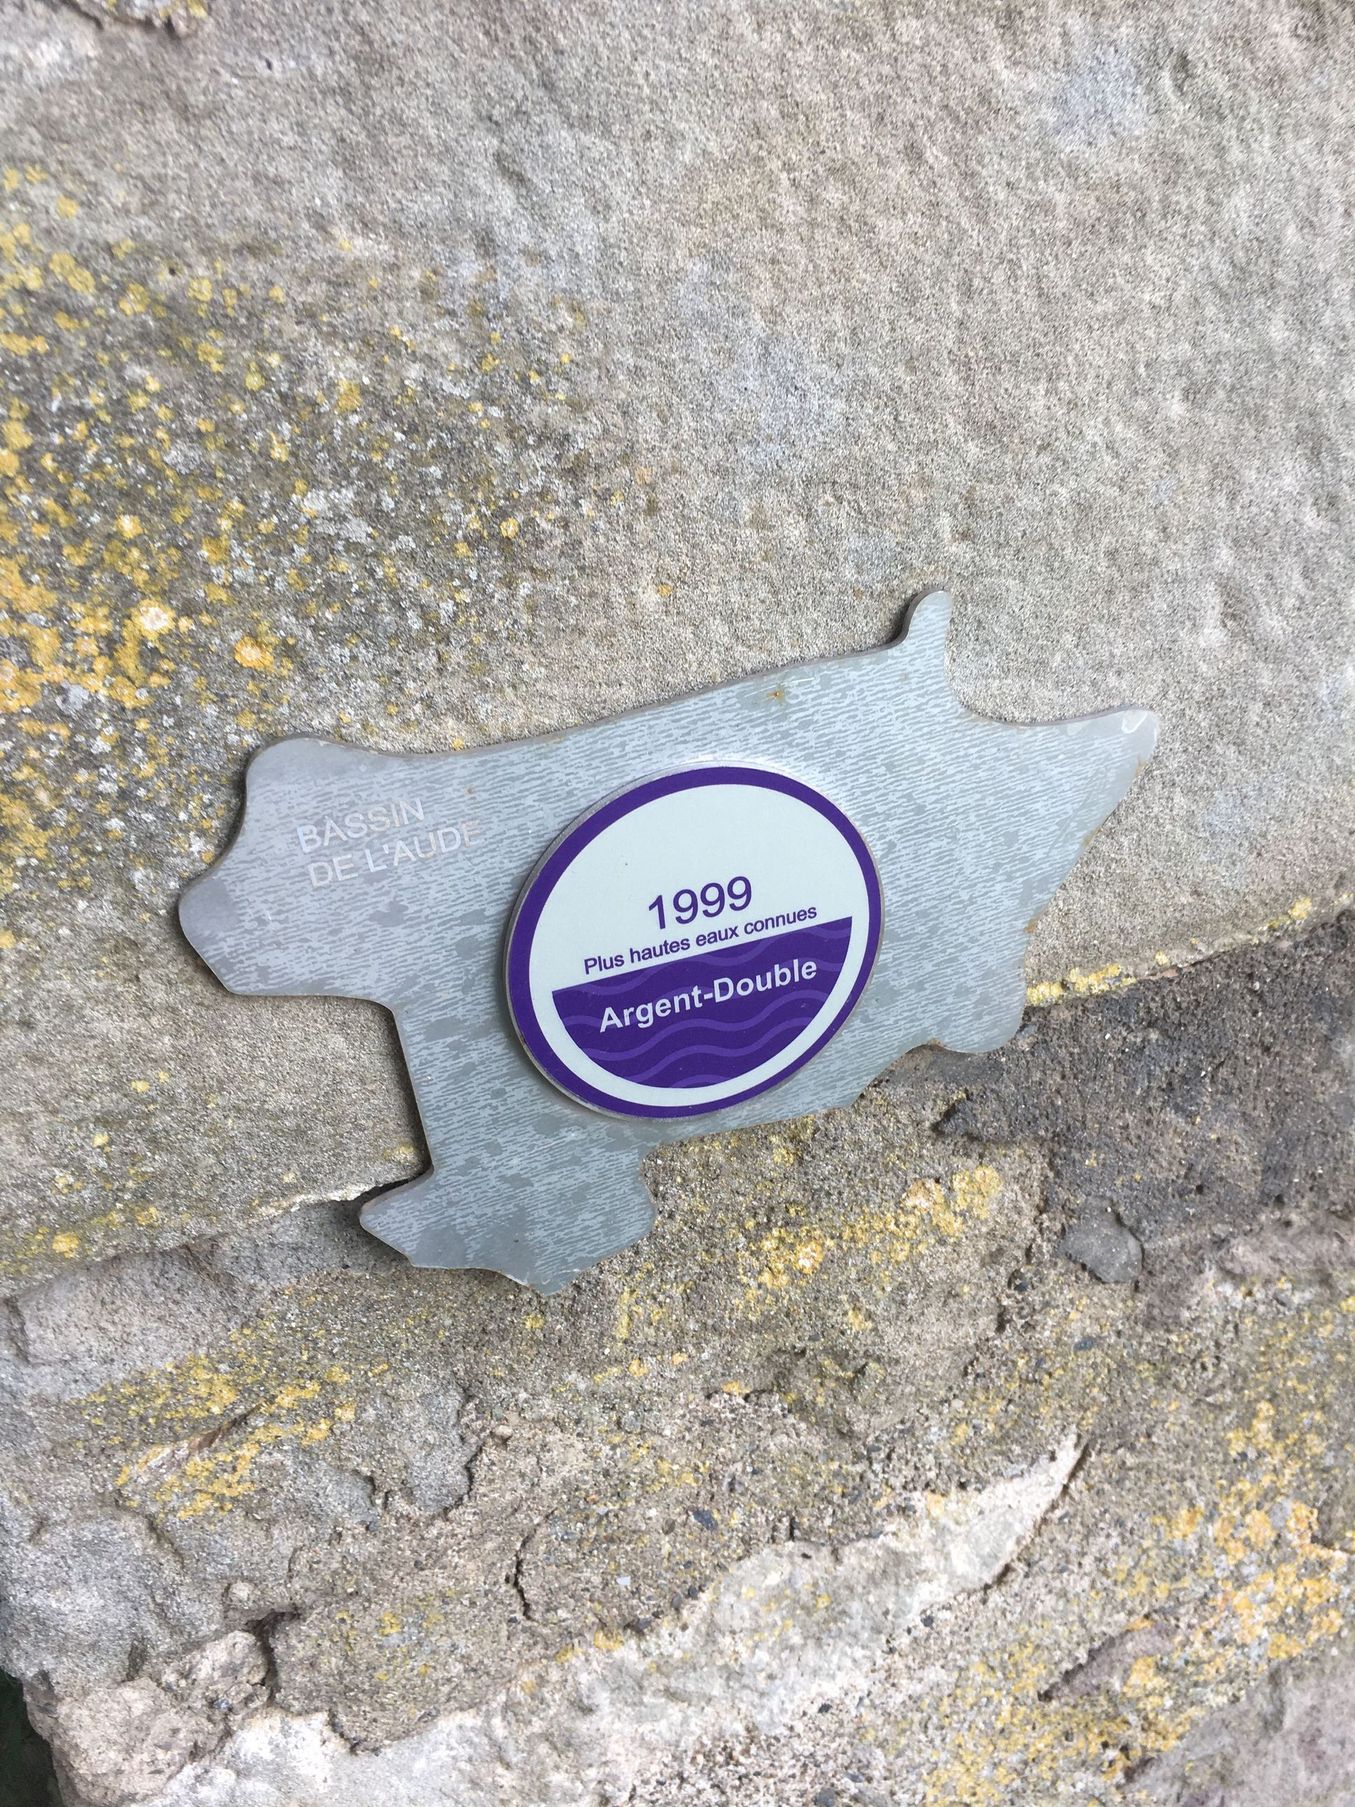 BASSIN
DE L'AUDE
1999
Plus hautes eaux connues
Argent-Double